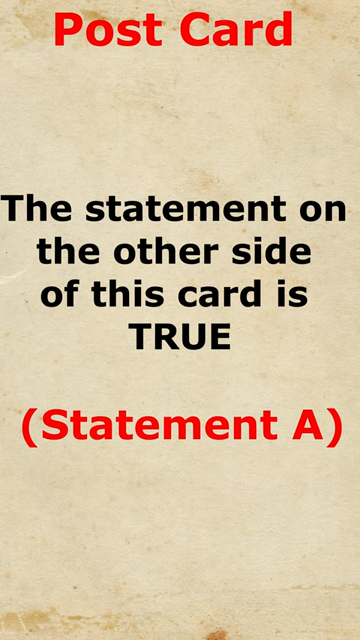 Post Card
The statement on
the other side
of this card is
TRUE
(Statement A)